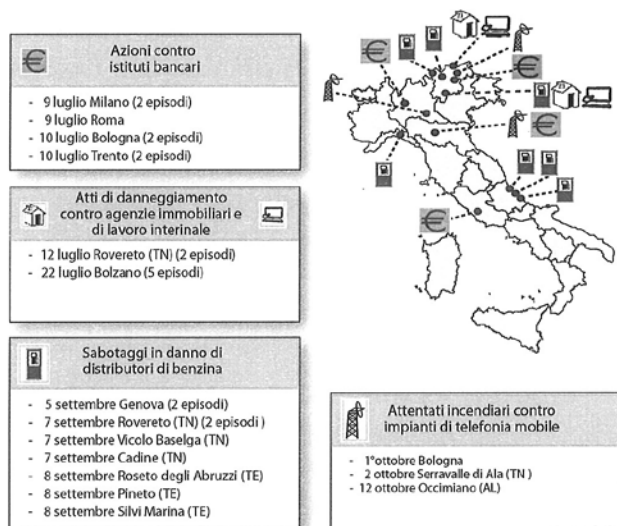 Azioni contro
istituti bancari
- 9 luglio Milano (2 episodi)
- 9 luglio Roma
- 10 luglio Bologna (2 episodi)
- 10 luglio Trento (2 episodi)
Atti di danneggiamento
contro agenzie immobiliari e
di lavoro interinale
- 12 luglio Rovereto (TN) (2 episodi)
- 22 luglio Bolzano (5 episodi)
Sabotaggi in danno di
distributori di benzina
- 5 settembre Genova (2 episodi)
- 7 settembre Rovereto (TN) (2 episodi )
- 7 settembre Vicolo Baselga (TN)
- 7 settembre Cadine (TN)
- 8 settembre Roseto degli Abruzzi (TE)
- 8 settembre Pineto (TE)
- 8 settembre Silvi Marina (TE)
Attentati incendiari contro
impianti di telefonia mobile
- 1°ottobre Bologna
- 2 ottobre Serravalle di Ala (TN )
- 12 ottobre Occimiano (AL)